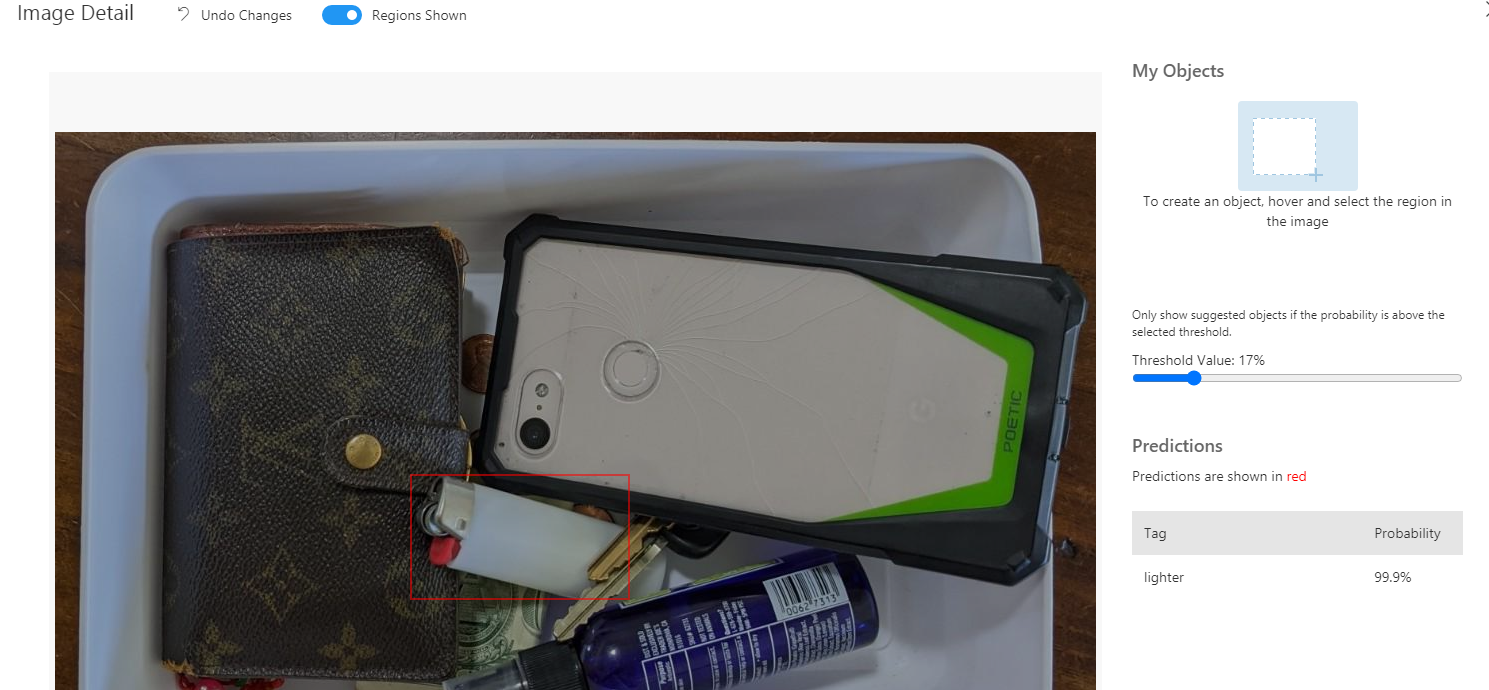 Image Detail
Undo Changes
Regions Shown
My Objects
To create an object, hover and select the region in
the image
Only show suggested objects if the probability is above the
selected threshold.
Threshold Value: 17%
Predictions
Predictions are shown in red
Tag
Probability
lighter
99.9%
POETIC
G